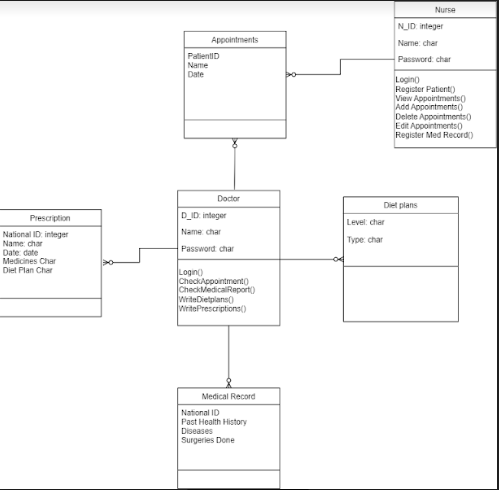 Nurse
N_ID: integer
Name: char
Password: char
Login()
Register Patient()
View Appointments()
Add Appointments()
Delete Appointments()
Edit Appointments()
Register Med Record()
Appointments
PatientID
Name
Date
Doctor
D_ID: integer
Name: char
Password: char
Login()
CheckAppointment()
CheckMedicalReport()
WriteDietplans()
WritePrescriptions()
Diet plans
Level: char
Type: char
Prescription
National ID: integer
Name: char
Date: date
Medicines Char
Diet Plan Char
Medical Record
National ID
Past Health History
Diseases
Surgeries Done